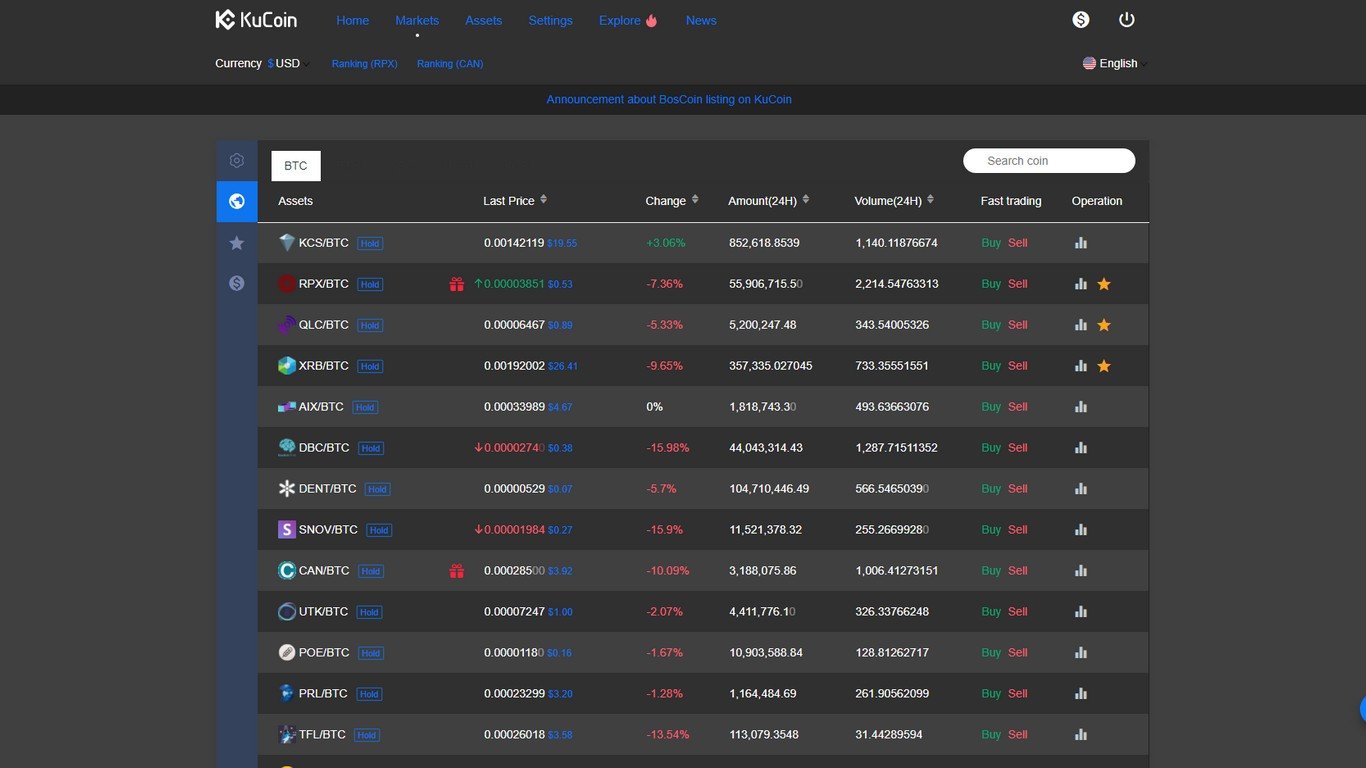 KuCoin Home Markets Assets Settings Explore News
Currency $ USD Ranking (RPX) Ranking (CAN) English
Announcement about BosCoin listing on KuCoin
BTC Search coin
Assets Last Price Change Amount(24H) Volume(24H) Fast trading Operation
KCS/BTC Hold 0.00142119 $19.55 +3.06% 852,618.8539 1,140.11876674 Buy Sell
RPX/BTC Hold ↑0.00003851 $0.53 -7.36% 55,906,715.50 2,214.54763313 Buy Sell
QLC/BTC Hold 0.00006467 $0.89 -5.33% 5,200,247.48 343.54005326 Buy Sell
XRB/BTC Hold 0.00192002 $26.41 -9.65% 357,335.027045 733.35551551 Buy Sell
AIX/BTC Hold 0.00033989 $4.67 0% 1,818,743.30 493.63663076 Buy Sell
DBC/BTC Hold ↓0.00002740 $0.38 -15.98% 44,043,314.43 1,287.71511352 Buy Sell
DENT/BTC Hold 0.00000529 $0.07 -5.7% 104,710,446.49 566.54650390 Buy Sell
SNOV/BTC Hold ↓0.00001984 $0.27 -15.9% 11,521,378.32 255.26699280 Buy Sell
CAN/BTC Hold 0.00028500 $3.92 -10.09% 3,188,075.86 1,006.41273151 Buy Sell
UTK/BTC Hold 0.00007247 $1.00 -2.07% 4,411,776.10 326.33766248 Buy Sell
POE/BTC Hold 0.00001180 $0.16 -1.67% 10,903,588.84 128.81262717 Buy Sell
PRL/BTC Hold 0.00023299 $3.20 -1.28% 1,164,484.69 261.90562099 Buy Sell
TFL/BTC Hold 0.00026018 $3.58 -13.54% 113,079.3548 31.44289594 Buy Sell